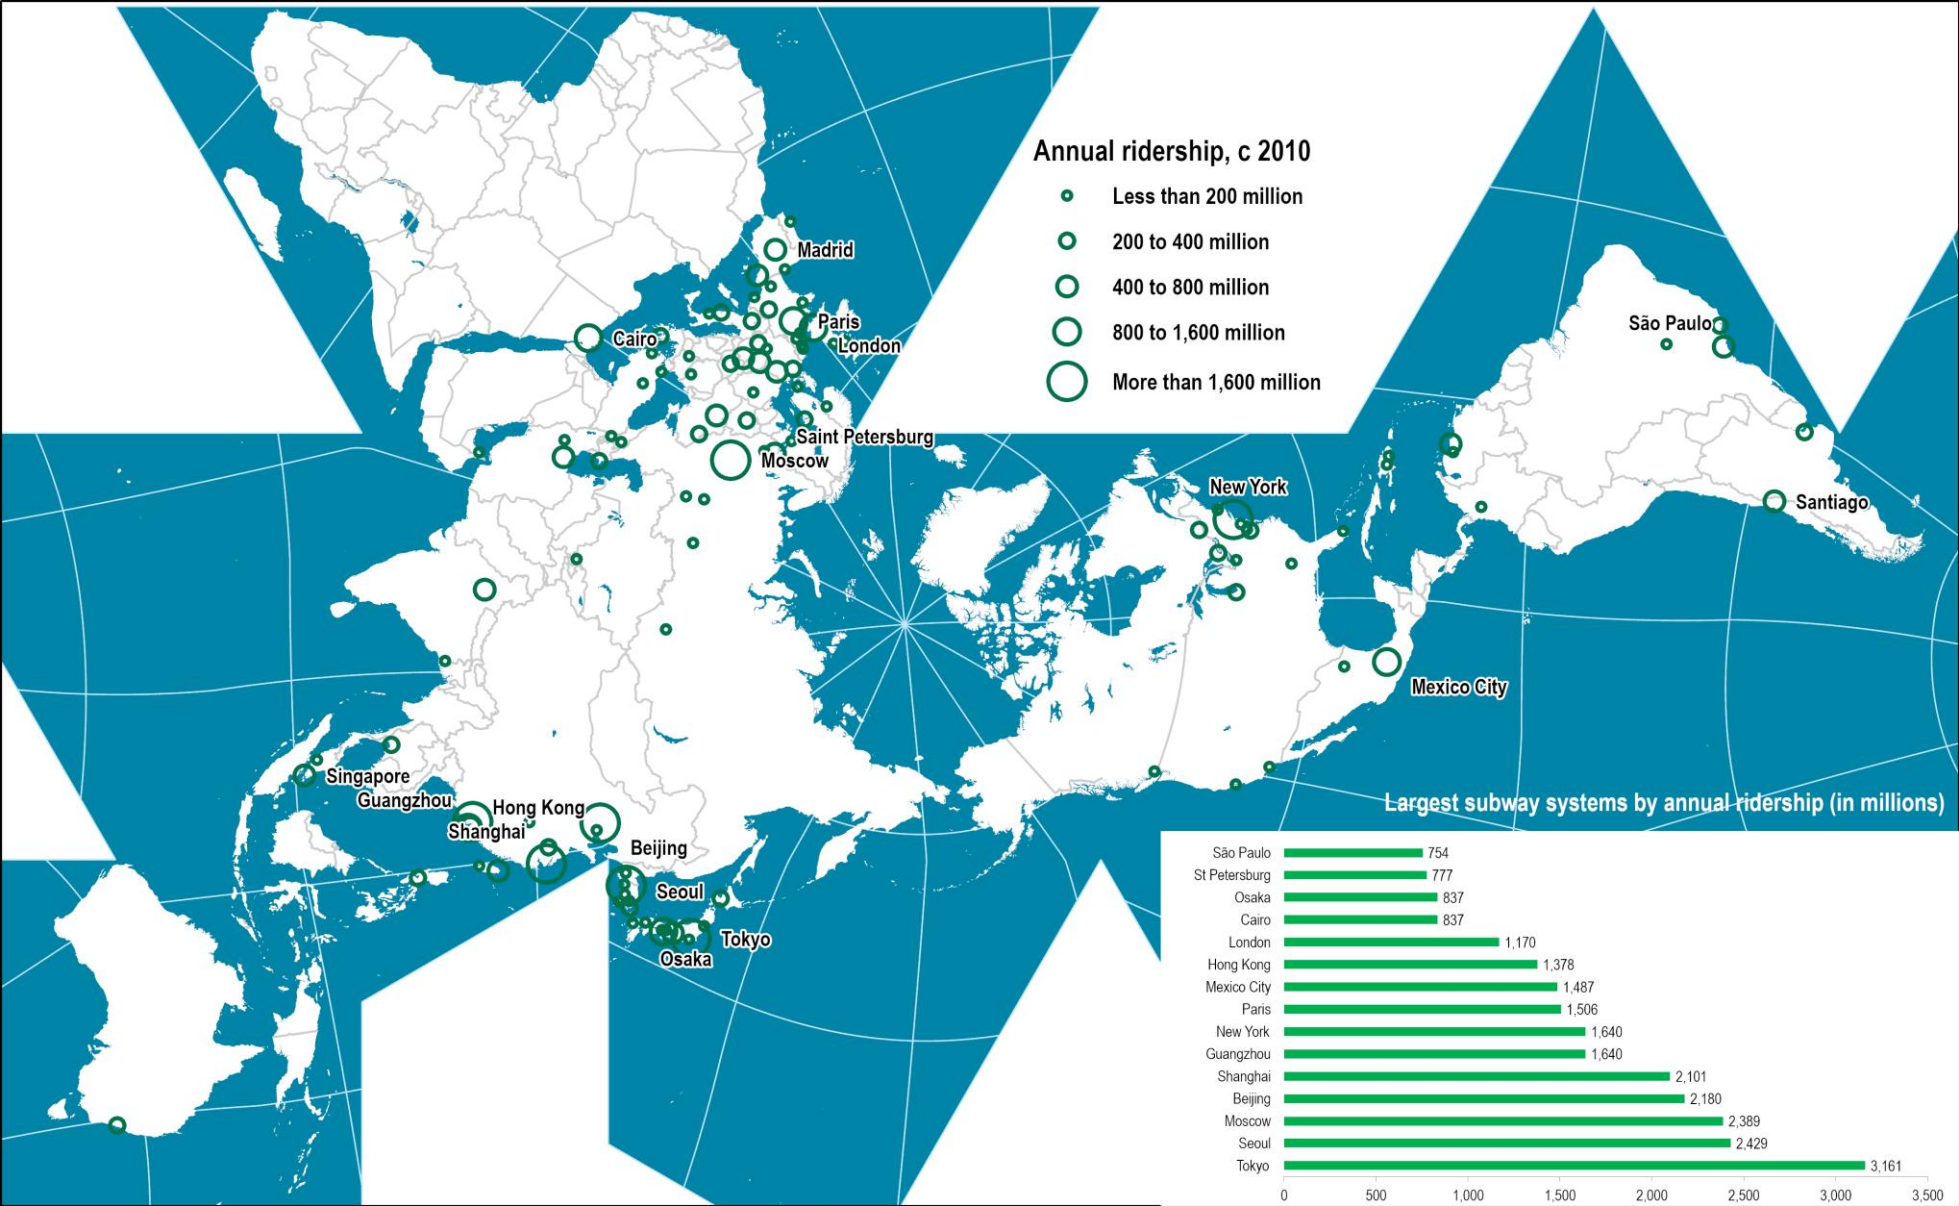 Annual ridership, c 2010
Less than 200 million
200 to 400 million
400 to 800 million
800 to 1,600 million
More than 1,600 million
Madrid
Paris
London
Cairo
Saint Petersburg
Moscow
New York
São Paulo
Santiago
Mexico City
Singapore
Guangzhou
Hong Kong
Shanghai
Beijing
Seoul
Tokyo
Osaka
Largest subway systems by annual ridership (in millions)
São Paulo 754
St Petersburg 777
Osaka 837
Cairo 837
London 1,170
Hong Kong 1,378
Mexico City 1,487
Paris 1,506
New York 1,640
Guangzhou 1,640
Shanghai 2,101
Beijing 2,180
Moscow 2,389
Seoul 2,429
Tokyo 3,161
0 500 1,000 1,500 2,000 2,500 3,000 3,500